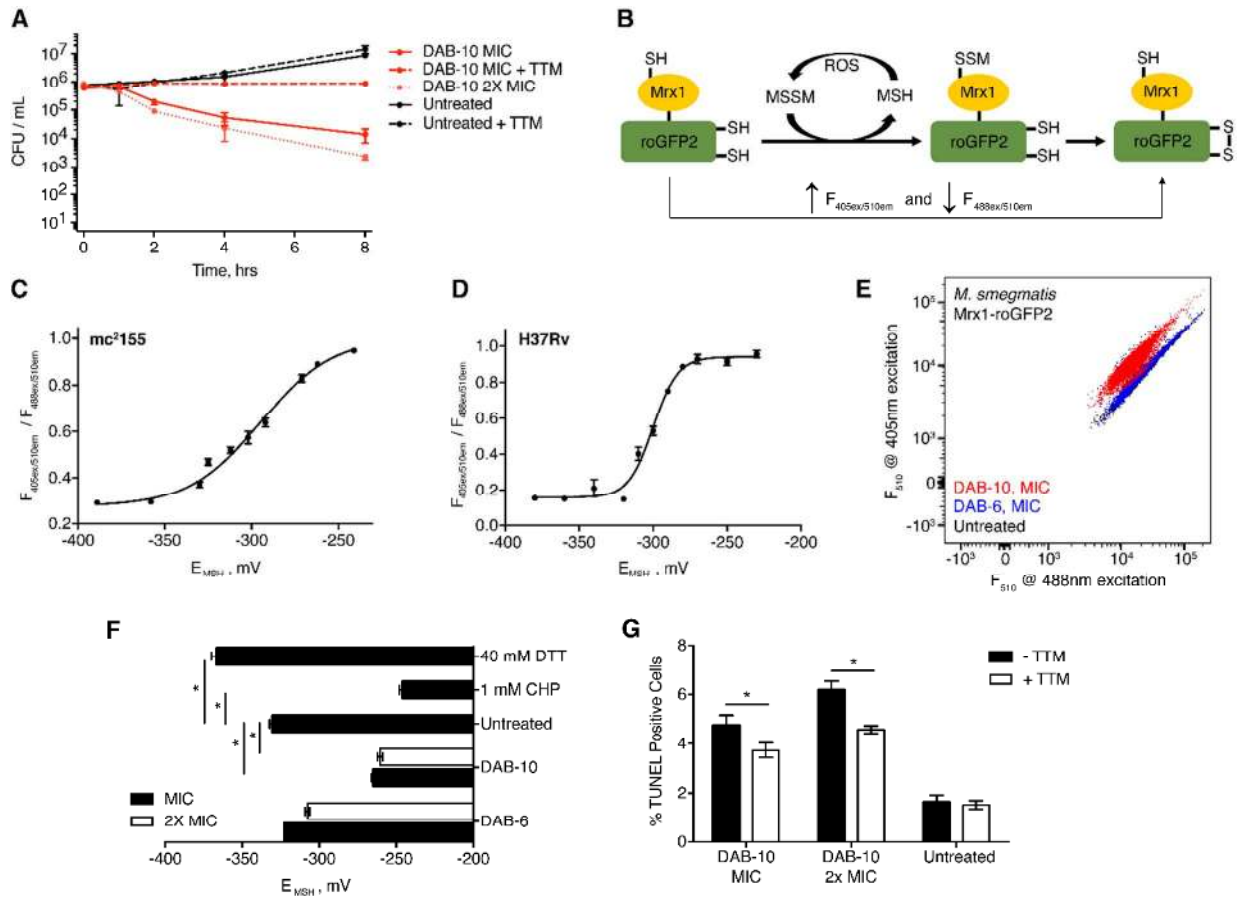 A
CFU / mL
10⁷
10⁶
10⁵
10⁴
10³
10²
10¹
0 2 4 6 8
Time, hrs
DAB-10 MIC
DAB-10 MIC + TTM
DAB-10 2X MIC
Untreated
Untreated + TTM
B
SH
Mrx1
roGFP2
SH
SH
ROS
MSSM
MSH
SSM
Mrx1
roGFP2
SH
SH
SH
Mrx1
roGFP2
S
S
↑ F405ex/510em and ↓ F488ex/510em
C
mc²155
F405ex/510em / F488ex/510em
1.0
0.8
0.6
0.4
0.2
-400 -350 -300 -250
EMSH, mV
D
H37Rv
F405ex/510em / F488ex/510em
1.0
0.8
0.6
0.4
0.2
0.0
-400 -350 -300 -250 -200
EMSH, mV
E
M. smegmatis
Mrx1-roGFP2
F510 @ 405nm excitation
10⁵
10⁴
10³
0
-10³
DAB-10, MIC
DAB-6, MIC
Untreated
-10³ 0 10³ 10⁴ 10⁵
F510 @ 488nm excitation
F
40 mM DTT
1 mM CHP
Untreated
DAB-10
DAB-6
*
*
*
*
MIC
2X MIC
-400 -350 -300 -250 -200
EMSH, mV
G
% TUNEL Positive Cells
8
6
4
2
0
*
*
- TTM
+ TTM
DAB-10 MIC
DAB-10 2x MIC
Untreated